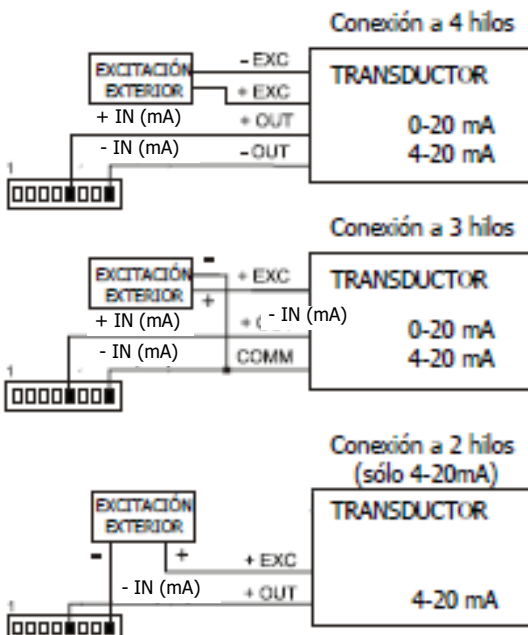 Conexión a 4 hilos
EXCITACIÓN
EXTERIOR
- EXC
+ EXC
TRANSDUCTOR
+ IN (mA)
+ OUT
0-20 mA
- IN (mA)
-OUT
4-20 mA
1
Conexión a 3 hilos
-
EXCITACIÓN
EXTERIOR
+
+ EXC
TRANSDUCTOR
+ IN (mA)
- IN (mA)
0-20 mA
- IN (mA)
COMM
4-20 mA
1
Conexión a 2 hilos
(sólo 4-20mA)
EXCITACIÓN
EXTERIOR
TRANSDUCTOR
-
+
+ EXC
- IN (mA)
+ OUT
4-20 mA
1